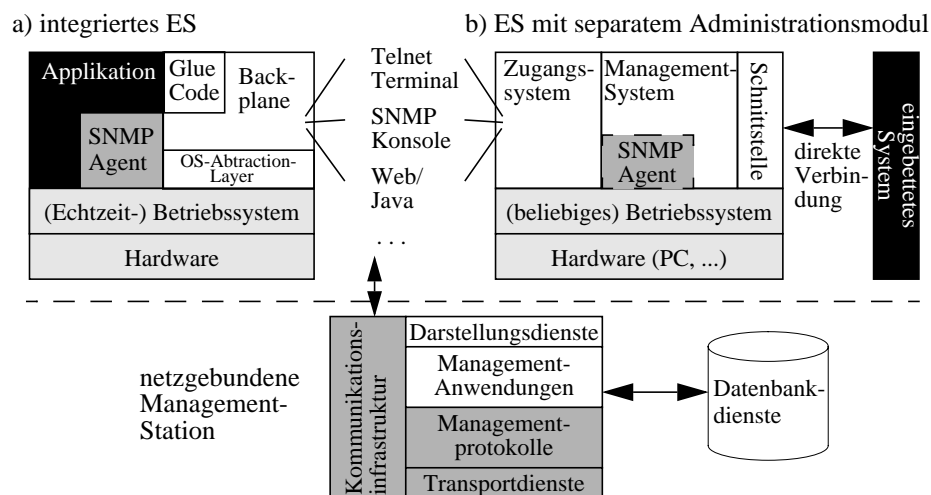 a) integriertes ES
b) ES mit separatem Administrationsmodul
Applikation
Glue
Code
Back-
plane
SNMP
Agent
OS-Abtraction-
Layer
(Echtzeit-) Betriebssystem
Hardware
Telnet
Terminal
SNMP
Konsole
Web/
Java
. . .
Zugangs-
system
Management-
System
SNMP
Agent
Schnittstelle
(beliebiges) Betriebssystem
Hardware (PC, ...)
direkte
Verbin-
dung
eingebettetes
System
netzgebundene
Management-
Station
Kommunikations-
infrastruktur
Darstellungsdienste
Management-
Anwendungen
Management-
protokolle
Transportdienste
Datenbank-
dienste